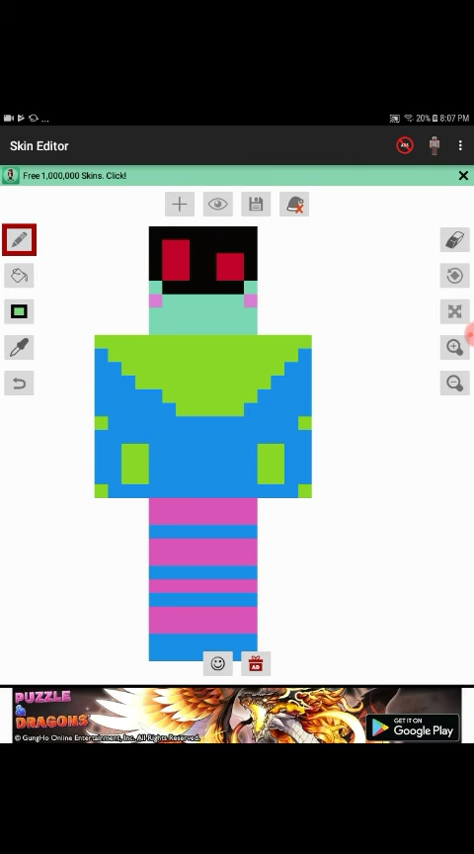 ... 20% 8:07 PM
Skin Editor
Free 1,000,000 Skins. Click!
AD
PUZZLE
&
DRAGONS
GET IT ON
Google Play
© GungHo Online Entertainment, Inc. All Rights Reserved.